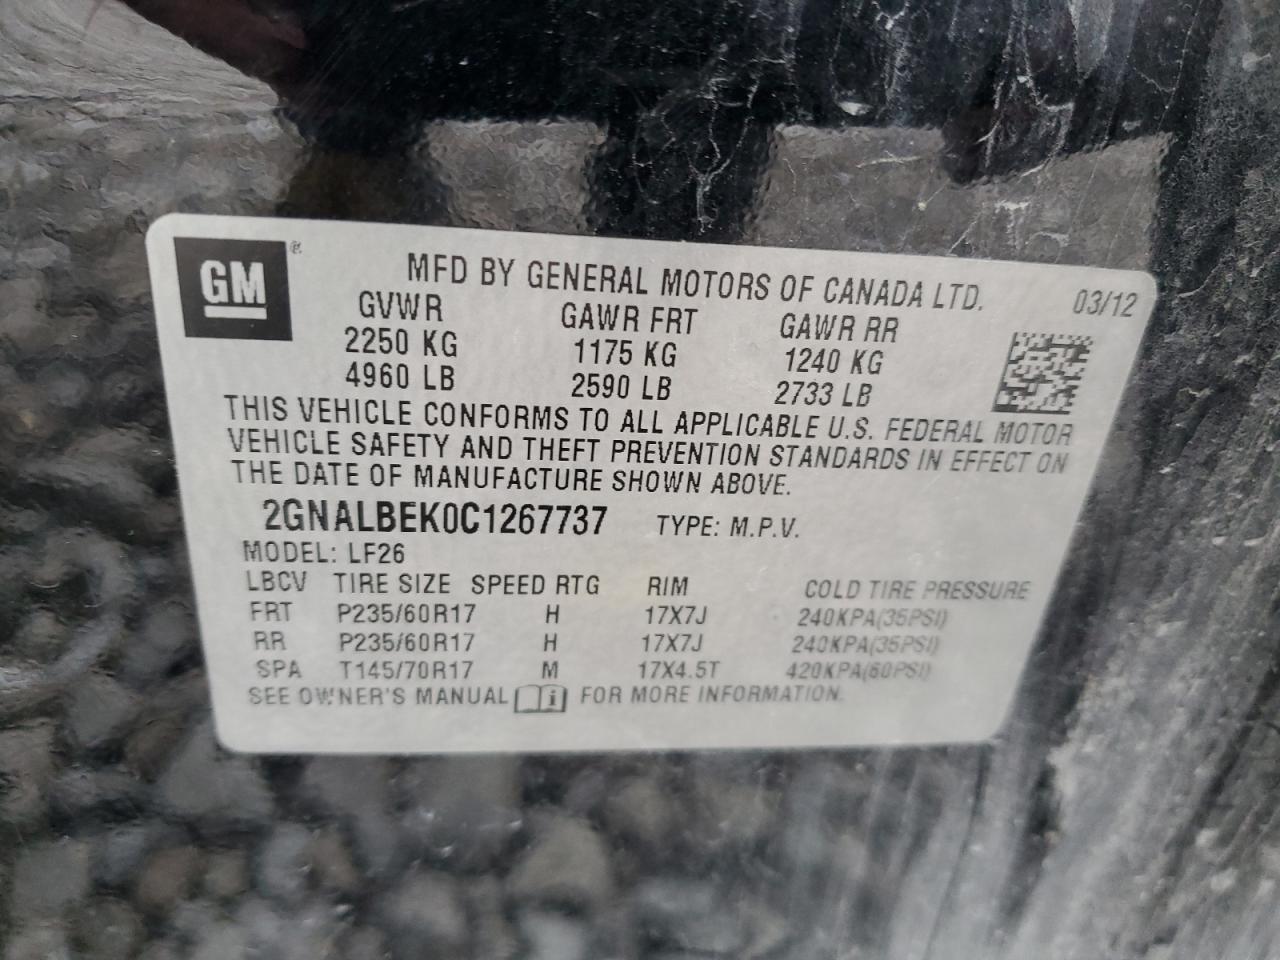 GM
MFD BY GENERAL MOTORS OF CANADA LTD. 03/12
GVWR GAWR FRT GAWR RR
2250 KG 1175 KG 1240 KG
4960 LB 2590 LB 2733 LB
THIS VEHICLE CONFORMS TO ALL APPLICABLE U.S. FEDERAL MOTOR
VEHICLE SAFETY AND THEFT PREVENTION STANDARDS IN EFFECT ON
THE DATE OF MANUFACTURE SHOWN ABOVE.
2GNALBEK0C1267737 TYPE: M.P.V.
MODEL: LF26
LBCV TIRE SIZE SPEED RTG RIM COLD TIRE PRESSURE
FRT P235/60R17 H 17X7J 240KPA(35PSI)
RR P235/60R17 H 17X7J 240KPA(35PSI)
SPA T145/70R17 M 17X4.5T 420KPA(60PSI)
SEE OWNER'S MANUAL i FOR MORE INFORMATION.